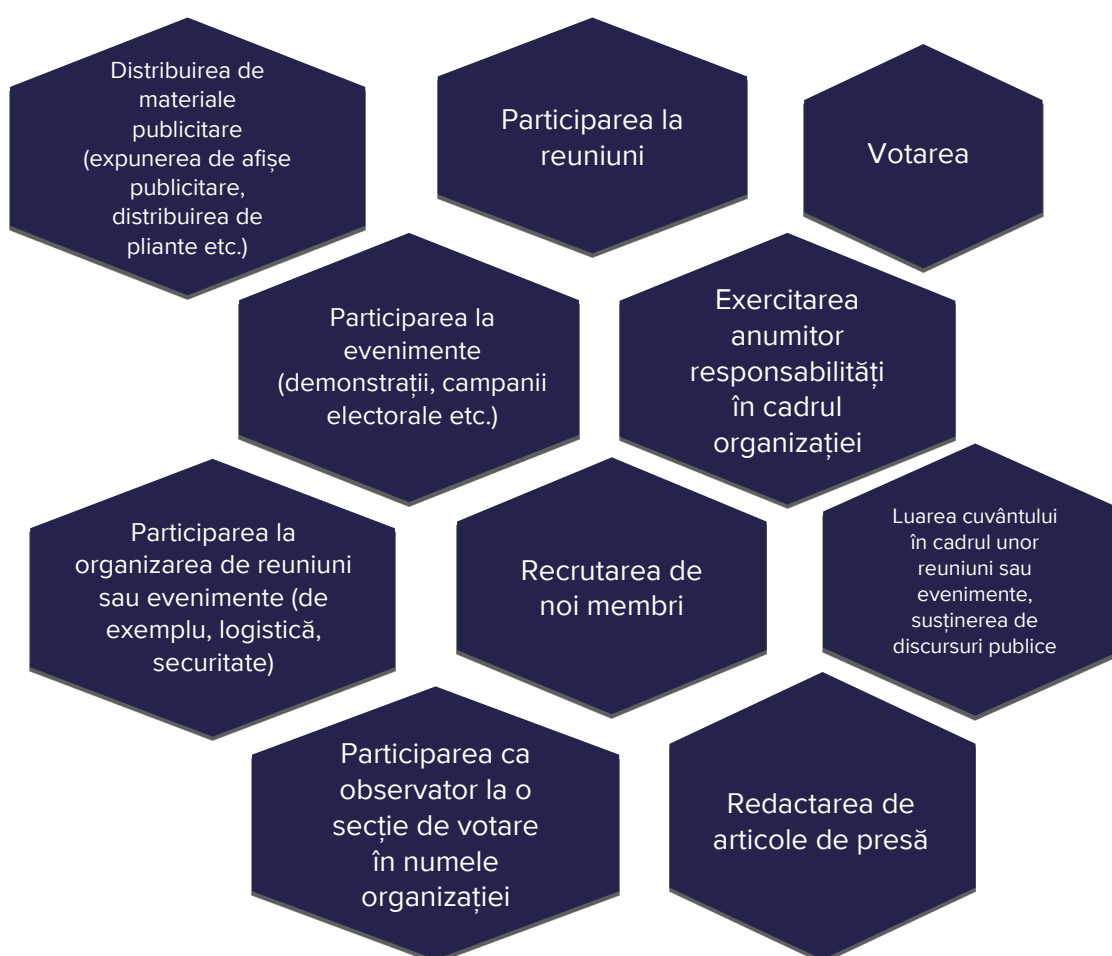 Distribuirea de
materiale
publicitare
(expunerea de afișe
publicitare,
distribuirea de
pliante etc.)
Participarea la
reuniuni
Votarea
Participarea la
evenimente
(demonstrații, campanii
electorale etc.)
Exercitarea
anumitor
responsabilități
în cadrul
organizației
Participarea la
organizarea de reuniuni
sau evenimente (de
exemplu, logistică,
securitate)
Recrutarea de
noi membri
Luarea cuvântului
în cadrul unor
reuniuni sau
evenimente,
susținerea de
discursuri publice
Participarea ca
observator la o
secție de votare
în numele
organizației
Redactarea de
articole de presă